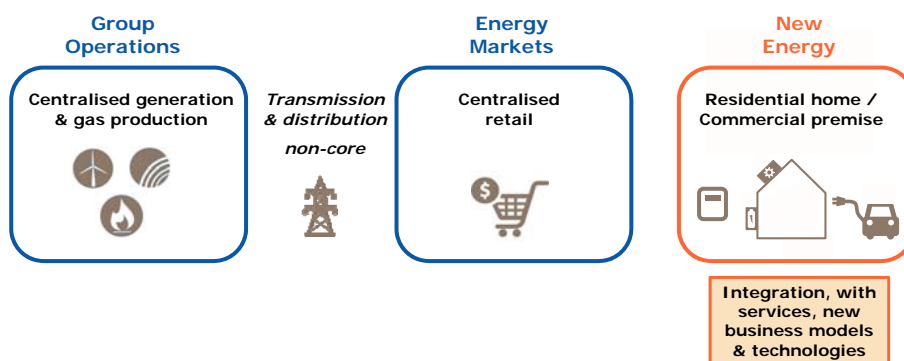 Group
Operations
Energy
Markets
New
Energy
Centralised generation
& gas production
Transmission
& distribution
non-core
Centralised
retail
$
Residential home /
Commercial premise
Integration, with
services, new
business models
& technologies